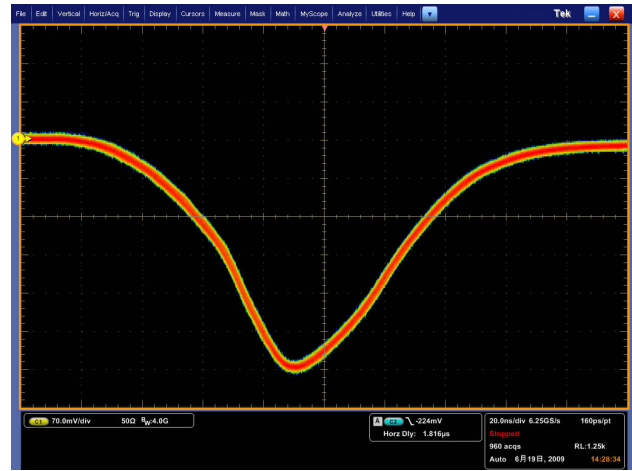 File Edit Vertical Horiz/Acq Trig Display Cursors Measure Mask Math MyScope Analyze Utilities Help Tek
1
C1 70.0mV/div 50Ω BW:4.0G
A C2 -224mV
Horz Dly: 1.816µs
20.0ns/div 6.25GS/s 160ps/pt
Stopped
960 acqs RL:1.25k
Auto 6月19日, 2009 14:28:34